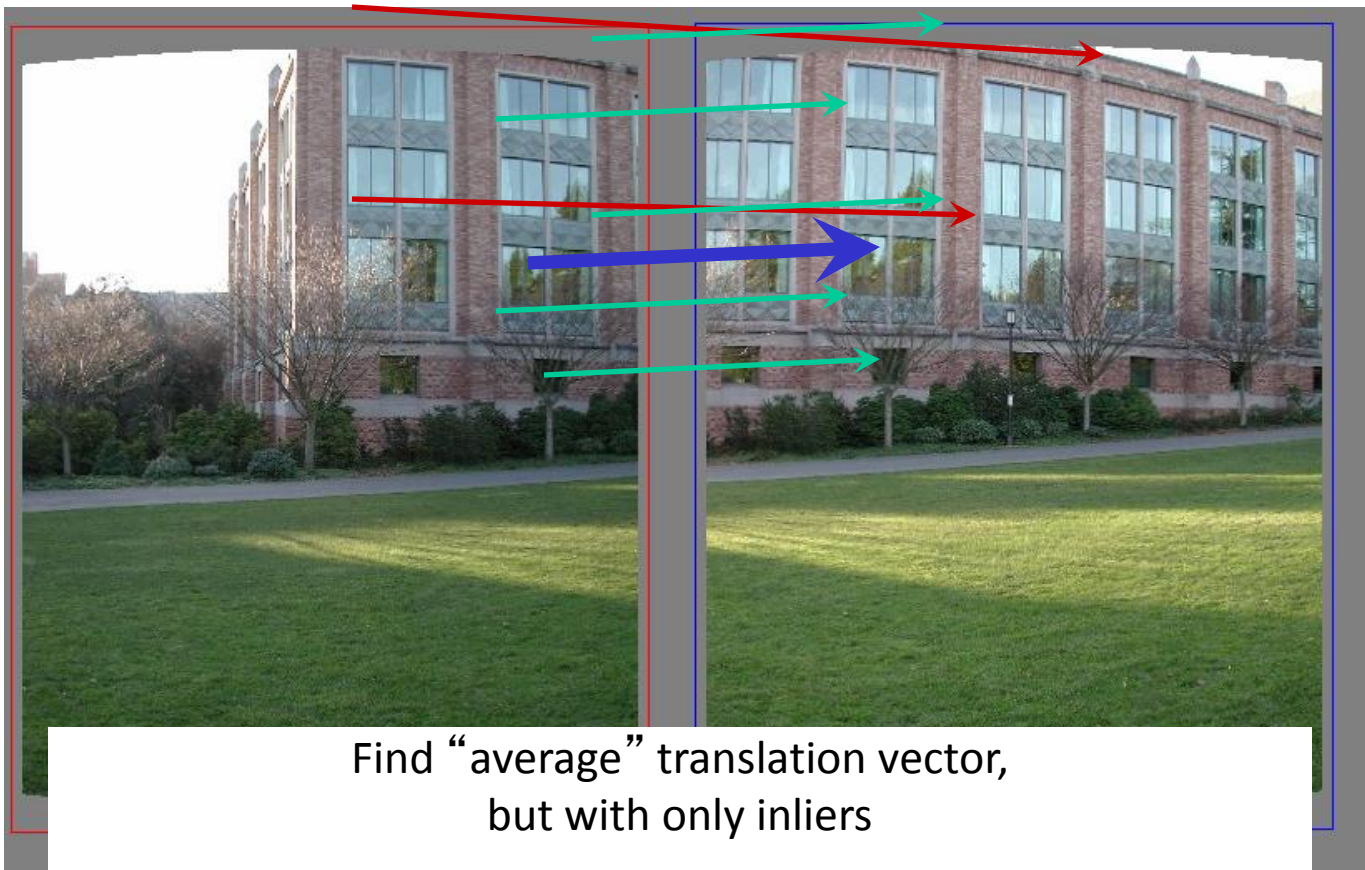 Find “average” translation vector,
but with only inliers